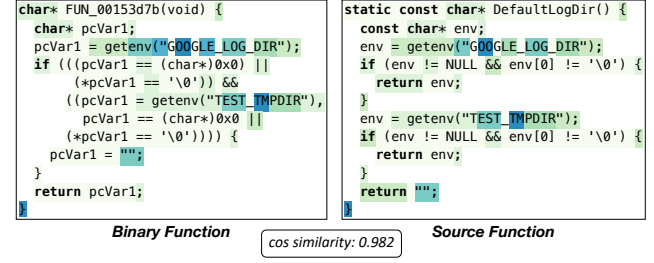 char* FUN_00153d7b(void) {
  char* pcVar1;
  pcVar1 = getenv("GOOGLE_LOG_DIR");
  if (((pcVar1 == (char*)0x0) ||
       (*pcVar1 == '\0')) &&
      ((pcVar1 = getenv("TEST_TMPDIR"),
        pcVar1 == (char*)0x0 ||
      (*pcVar1 == '\0')))) {
    pcVar1 = "";
  }
  return pcVar1;
}
Binary Function
static const char* DefaultLogDir() {
  const char* env;
  env = getenv("GOOGLE_LOG_DIR");
  if (env != NULL && env[0] != '\0') {
    return env;
  }
  env = getenv("TEST_TMPDIR");
  if (env != NULL && env[0] != '\0') {
    return env;
  }
  return "";
}
Source Function
cos similarity: 0.982